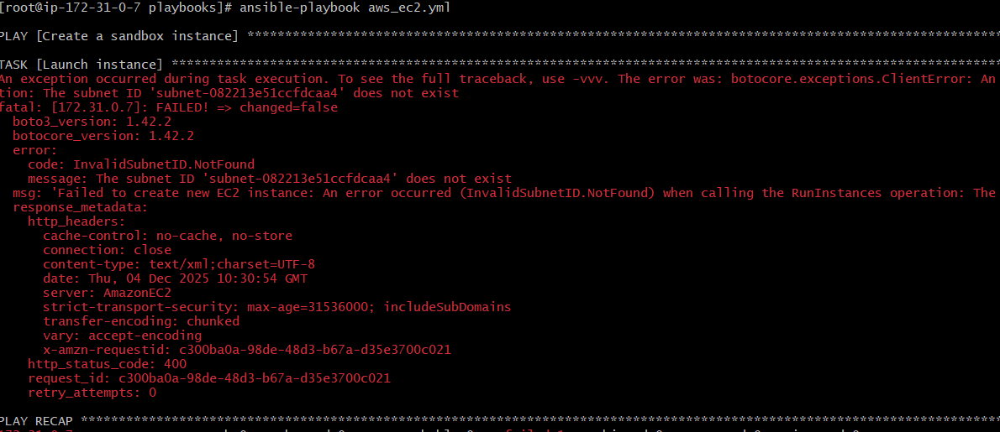 [root@ip-172-31-0-7 playbooks]# ansible-playbook aws_ec2.yml
PLAY [Create a sandbox instance] ****************************************************************************************************
TASK [Launch instance] **************************************************************************************************************
An exception occurred during task execution. To see the full traceback, use -vvv. The error was: botocore.exceptions.ClientError: An
tion: The subnet ID 'subnet-082213e51ccfdcaa4' does not exist
fatal: [172.31.0.7]: FAILED! => changed=false
boto3_version: 1.42.2
botocore_version: 1.42.2
error:
code: InvalidSubnetID.NotFound
message: The subnet ID 'subnet-082213e51ccfdcaa4' does not exist
msg: 'Failed to create new EC2 instance: An error occurred (InvalidSubnetID.NotFound) when calling the RunInstances operation: The
response_metadata:
http_headers:
cache-control: no-cache, no-store
connection: close
content-type: text/xml;charset=UTF-8
date: Thu, 04 Dec 2025 10:30:54 GMT
server: AmazonEC2
strict-transport-security: max-age=31536000; includeSubDomains
transfer-encoding: chunked
vary: accept-encoding
x-amzn-requestid: c300ba0a-98de-48d3-b67a-d35e3700c021
http_status_code: 400
request_id: c300ba0a-98de-48d3-b67a-d35e3700c021
retry_attempts: 0
PLAY RECAP **************************************************************************************************************************